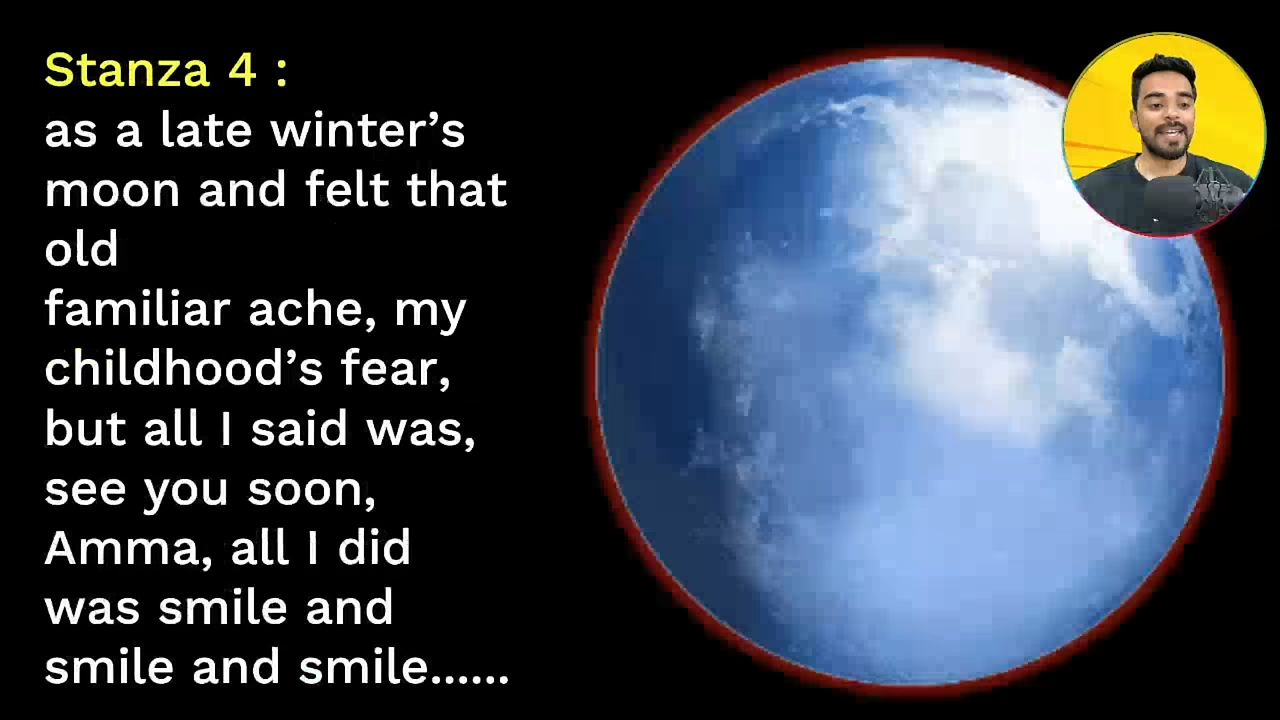 Stanza 4 :
as a late winter’s
moon and felt that
old
familiar ache, my
childhood’s fear,
but all I said was,
see you soon,
Amma, all I did
was smile and
smile and smile......